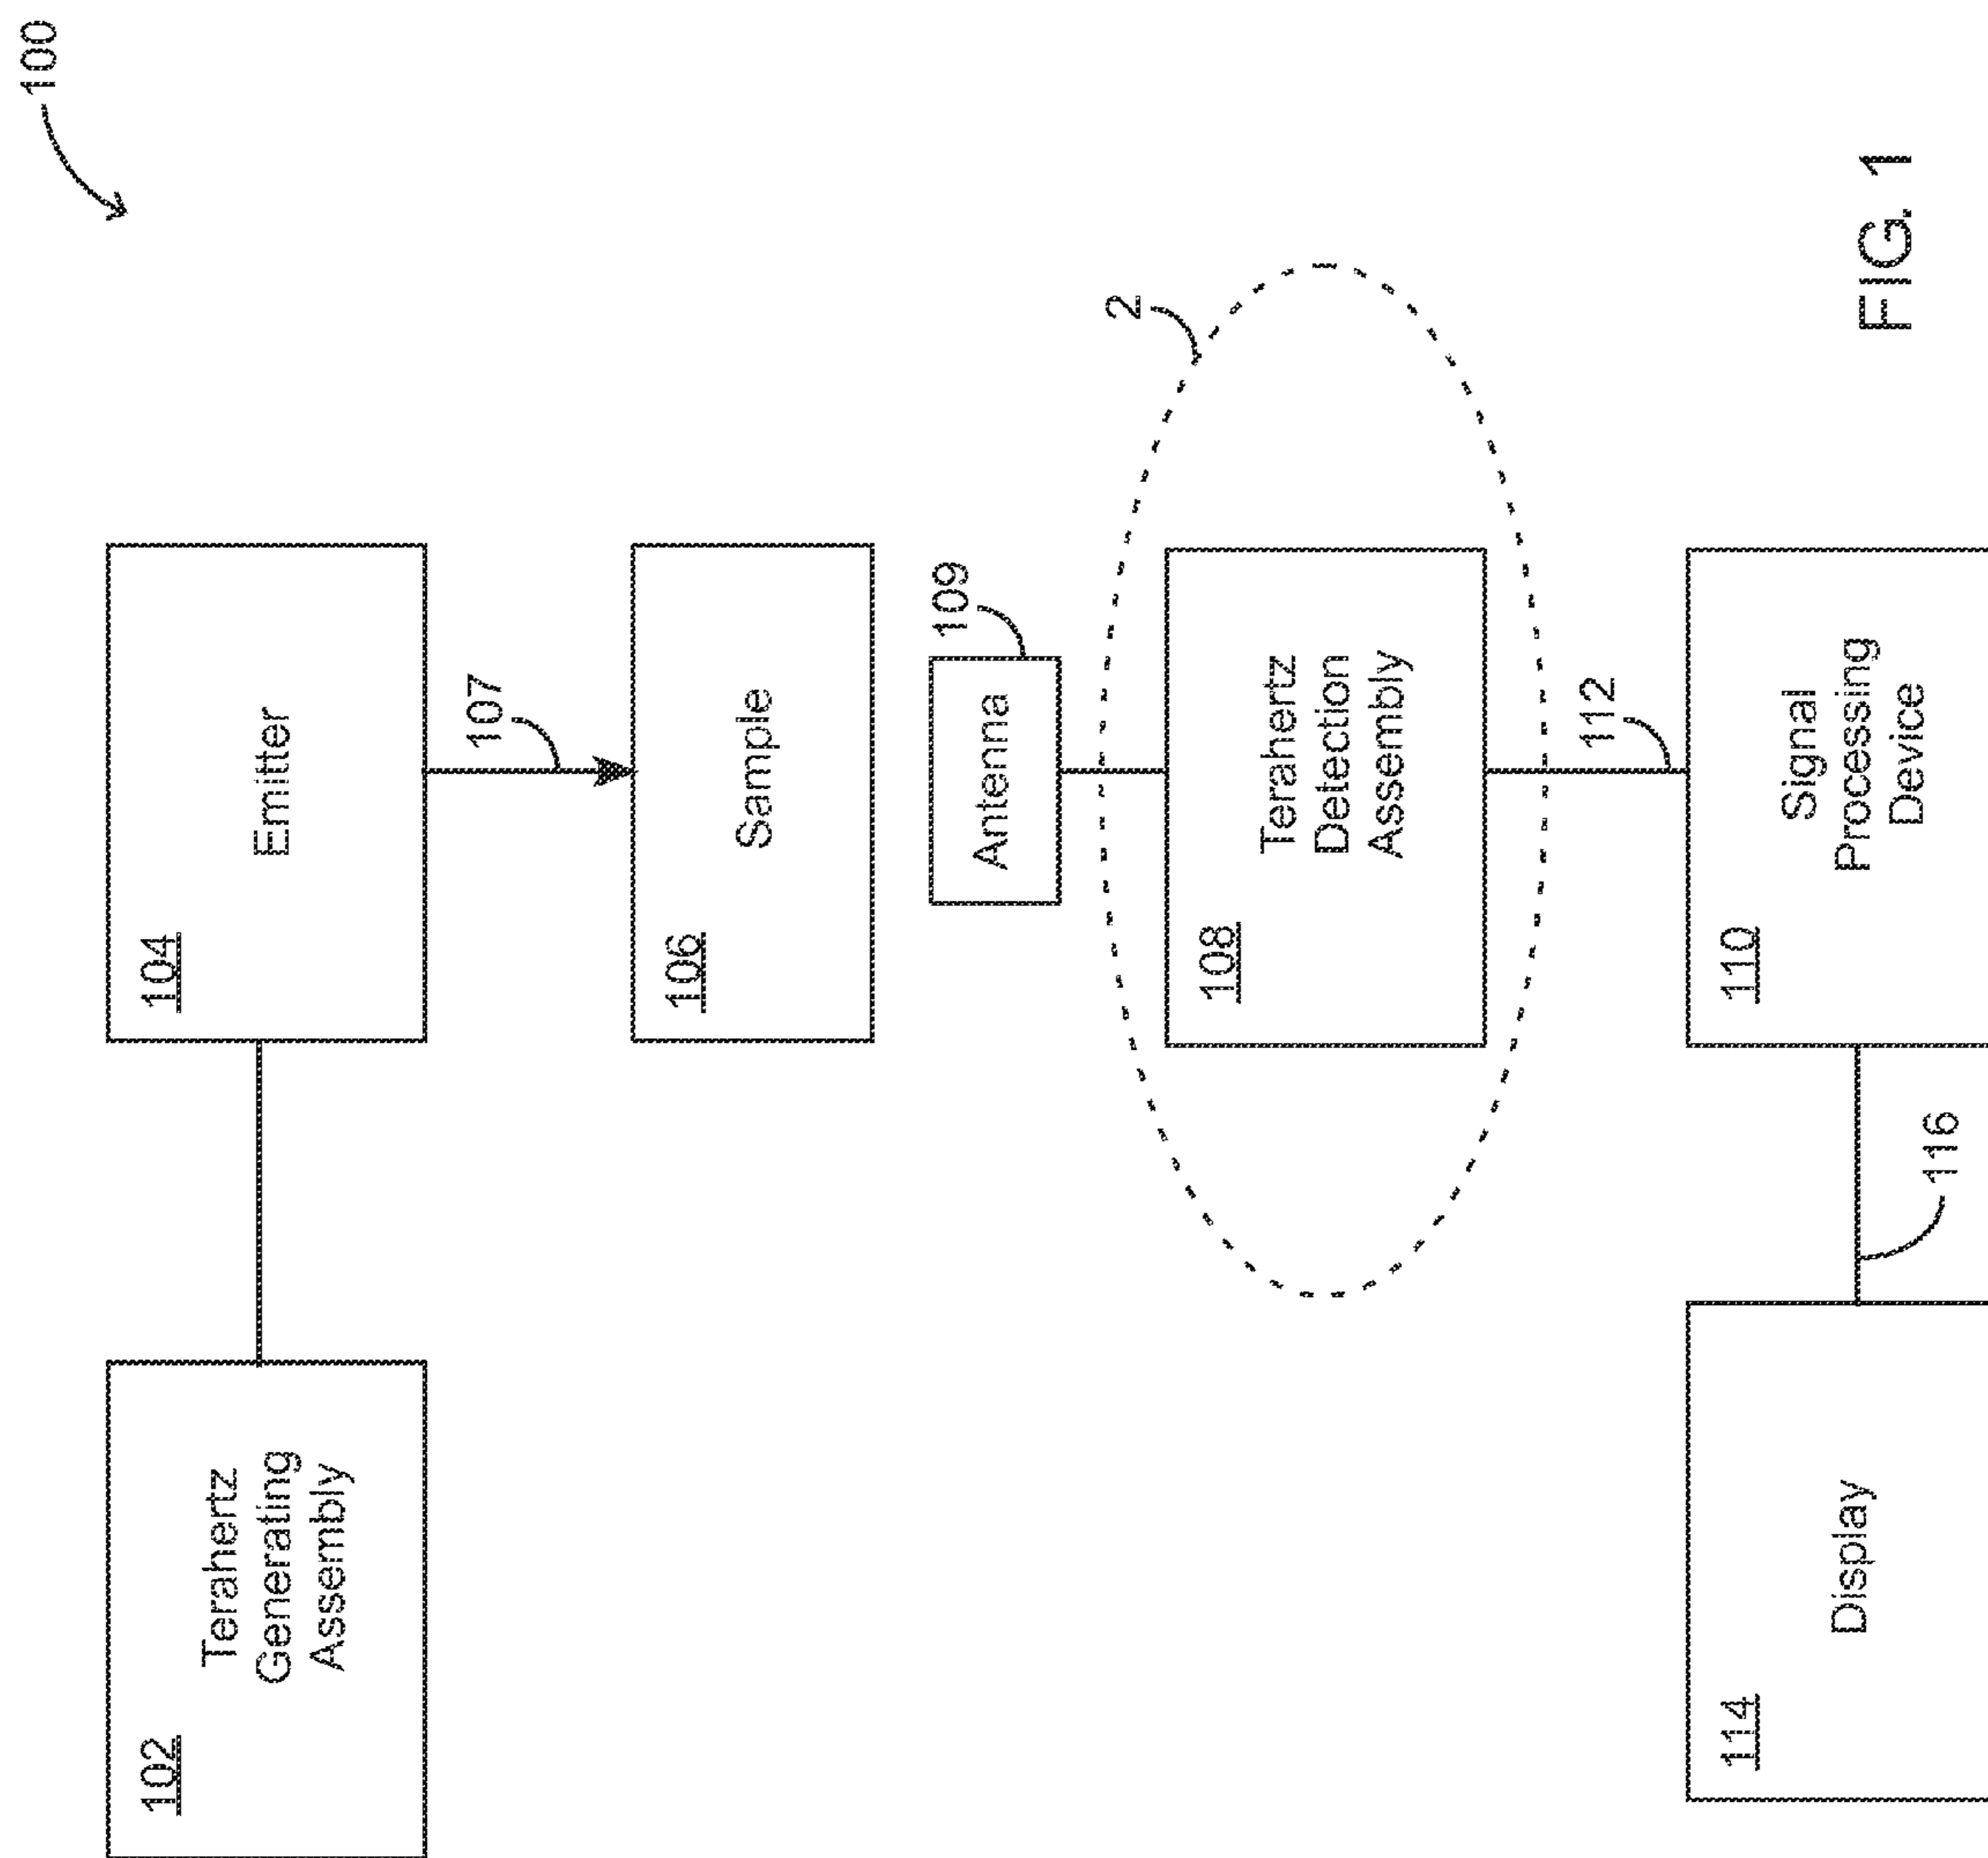 100
102
Terahertz
Generating
Assembly
104
Emitter
107
106
Sample
109
Antenna
2
108
Terahertz
Detection
Assembly
112
110
Signal
Processing
Device
116
114
Display
FIG. 1